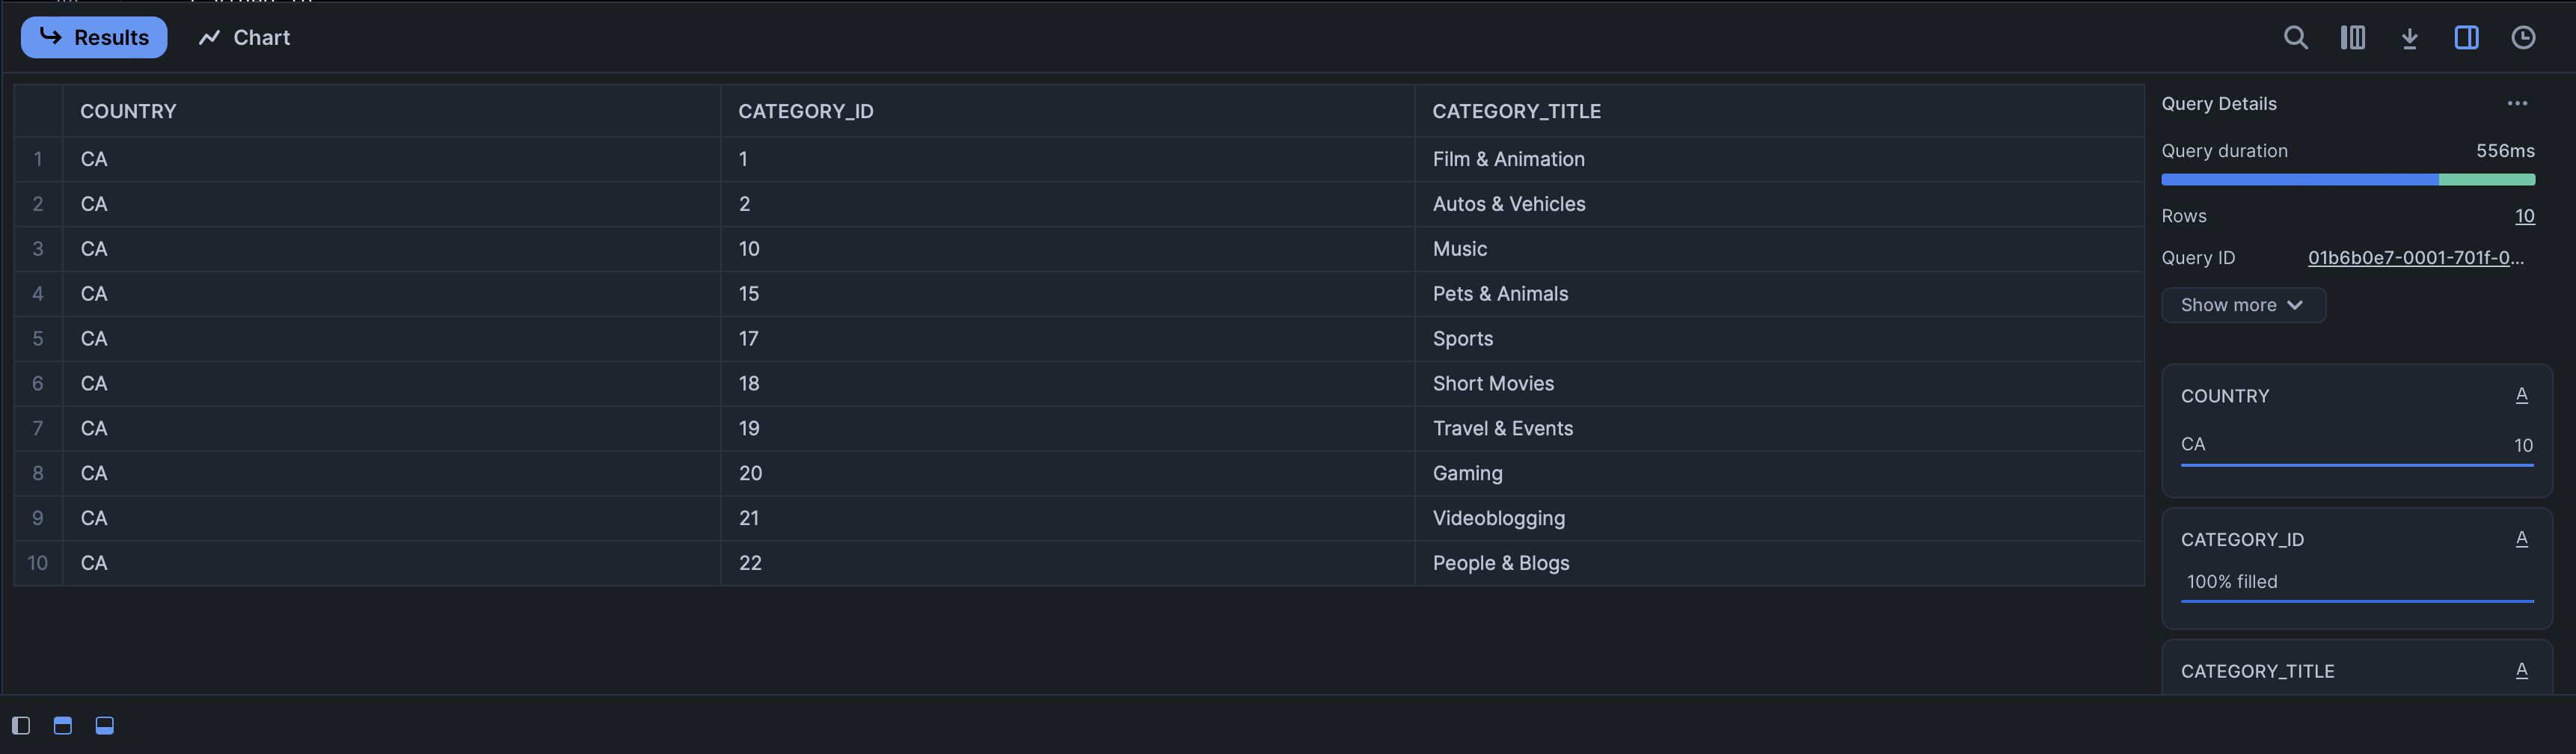 Results Chart
COUNTRY CATEGORY_ID CATEGORY_TITLE
1 CA 1 Film & Animation
2 CA 2 Autos & Vehicles
3 CA 10 Music
4 CA 15 Pets & Animals
5 CA 17 Sports
6 CA 18 Short Movies
7 CA 19 Travel & Events
8 CA 20 Gaming
9 CA 21 Videoblogging
10 CA 22 People & Blogs
Query Details ...
Query duration 556ms
Rows 10
Query ID 01b6b0e7-0001-701f-0...
Show more
COUNTRY A
CA 10
CATEGORY_ID A
100% filled
CATEGORY_TITLE A